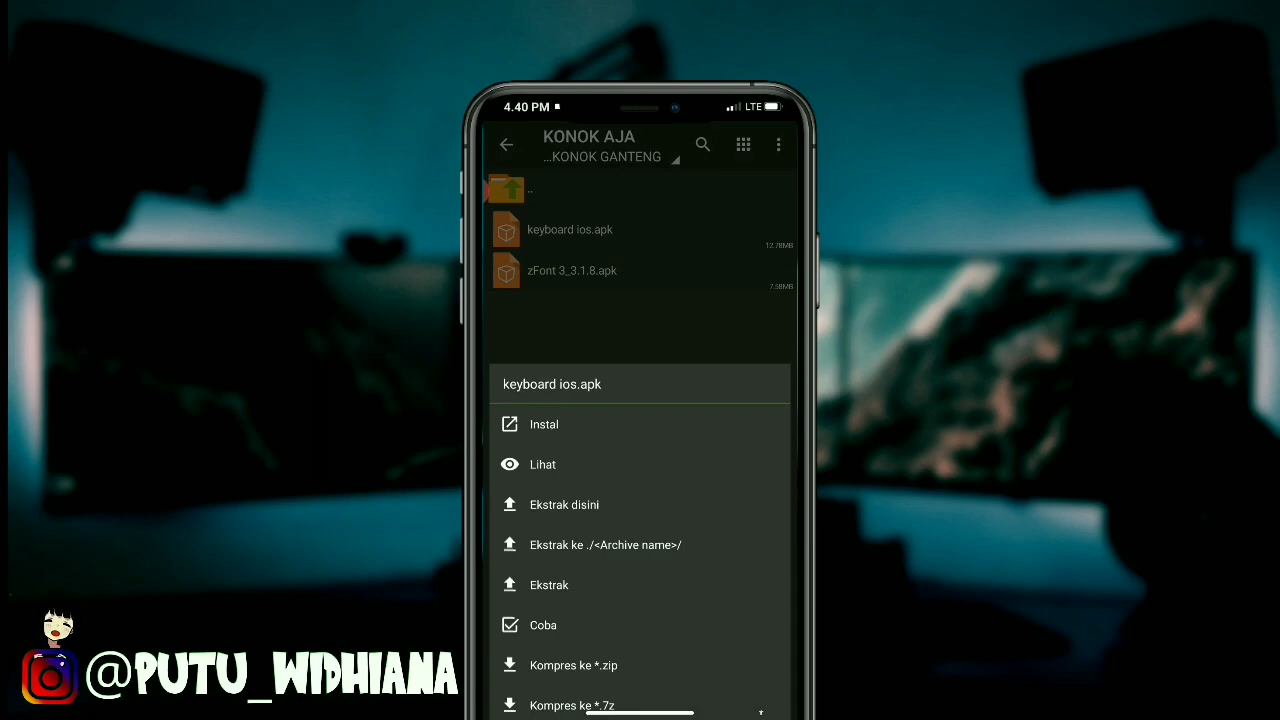 4.40 PM
LTE
KONOK AJA
...KONOK GANTENG
..
keyboard ios.apk
12.78MB
zFont 3_3.1.8.apk
7.58MB
keyboard ios.apk
Instal
Lihat
Ekstrak disini
Ekstrak ke ./<Archive name>/
Ekstrak
Coba
Kompres ke *.zip
Kompres ke *.7z
@PUTU_WIDHIANA